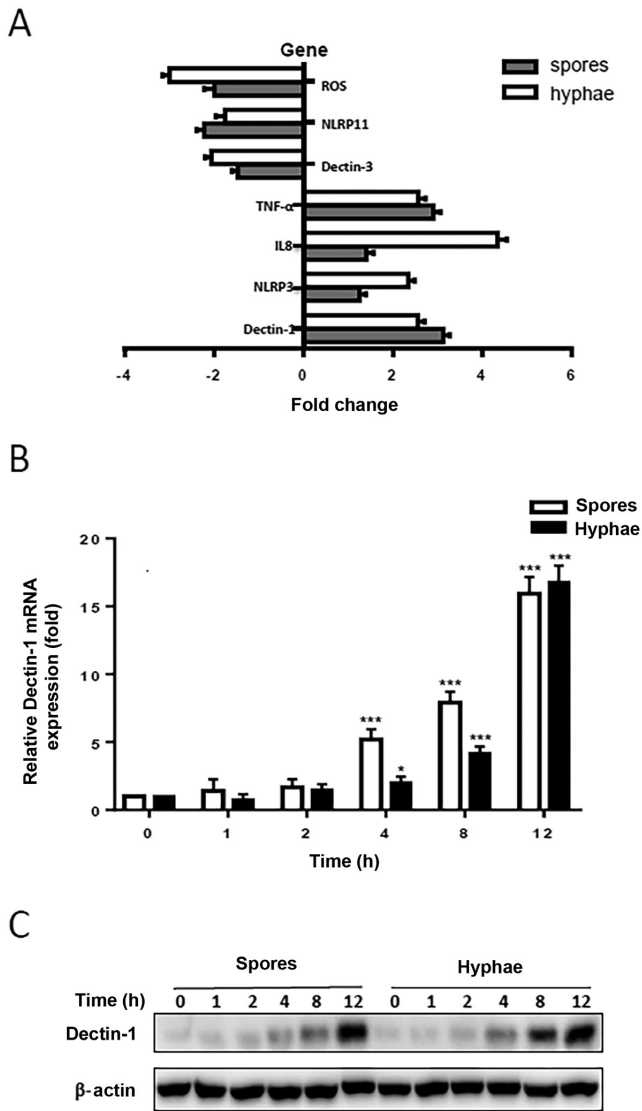 A
Gene
spores
hyphae
ROS
NLRP11
Dectin-3
TNF-α
IL8
NLRP3
Dectin-1
-4 -2 0 2 4 6
Fold change
B
Spores
Hyphae
Relative Dectin-1 mRNA
expression (fold)
20
15
10
5
0
*** * *** *** *** ***
0 1 2 4 8 12
Time (h)
C
Spores Hyphae
Time (h) 0 1 2 4 8 12 0 1 2 4 8 12
Dectin-1
β-actin